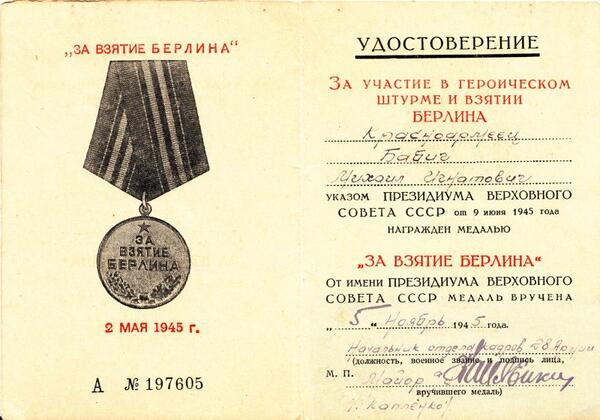 „ЗА ВЗЯТИЕ БЕРЛИНА“
ЗА
ВЗЯТИЕ
БЕРЛИНА
2 МАЯ 1945 г.
А № 197605
УДОСТОВЕРЕНИЕ
ЗА УЧАСТИЕ В ГЕРОИЧЕСКОМ
ШТУРМЕ И ВЗЯТИИ
БЕРЛИНА
Красноармеец
Бабич
Михаил Игнатович
УКАЗОМ ПРЕЗИДИУМА ВЕРХОВНОГО
СОВЕТА СССР от 9 июня 1945 года
НАГРАЖДЕН МЕДАЛЬЮ
„ЗА ВЗЯТИЕ БЕРЛИНА“
ОТ ИМЕНИ ПРЕЗИДИУМА ВЕРХОВНОГО
СОВЕТА СССР МЕДАЛЬ ВРУЧЕНА
„5“ Ноябрь 1945 года.
Начальник отдела кадров Армии
(должность, военное звание и подпись лица,
М. П. Майор а/с
вручившего медаль)